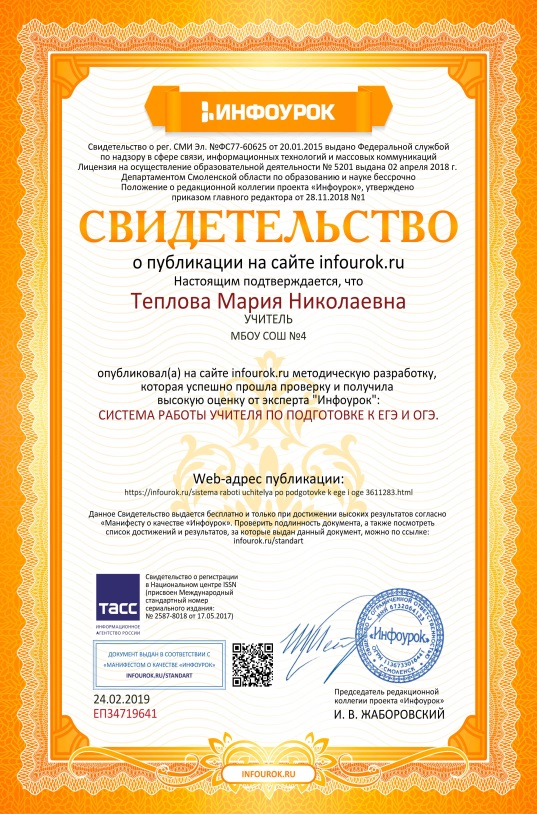 ИНФОУРОК
Свидетельство о рег. СМИ Эл. №ФС77-60625 от 20.01.2015 выдано Федеральной службой
по надзору в сфере связи, информационных технологий и массовых коммуникаций
Лицензия на осуществление образовательной деятельности № 5201 выдана 02 апреля 2018 г.
Департаментом Смоленской области по образованию и науке бессрочно
Положение о редакционной коллегии проекта «Инфоурок», утверждено
приказом главного редактора от 28.11.2018 №1
СВИДЕТЕЛЬСТВО
о публикации на сайте infourok.ru
Настоящим подтверждается, что
Теплова Мария Николаевна
УЧИТЕЛЬ
МБОУ СОШ №4
опубликовал(а) на сайте infourok.ru методическую разработку,
которая успешно прошла проверку и получила
высокую оценку от эксперта "Инфоурок":
СИСТЕМА РАБОТЫ УЧИТЕЛЯ ПО ПОДГОТОВКЕ К ЕГЭ И ОГЭ.
Web-адрес публикации:
https://infourok.ru/sistema raboti uchitelya po podgotovke k ege i oge 3611283.html
Данное Свидетельство выдается бесплатно и только при достижении высоких результатов согласно
«Манифесту о качестве «Инфоурок». Проверить подлинность документа, а также посмотреть
список достижений и результатов, за которые выдан данный документ, можно по ссылке:
infourok.ru/standart
ТАСС
ИНФОРМАЦИОННОЕ
АГЕНТСТВО РОССИИ
Свидетельство о регистрации
в Национальном центре ISSN
(присвоен Международный
стандартный номер
сериального издания:
№ 2587-8018 от 17.05.2017)
ДОКУМЕНТ ВЫДАН В СООТВЕТСТВИИ С
«МАНИФЕСТОМ О КАЧЕСТВЕ «ИНФОУРОК»
INFOUROK.RU/STANDART
«Инфоурок»
Г.СМОЛЕНСК
24.02.2019
ЕП34719641
Председатель редакционной
коллегии проекта «Инфоурок»
И. В. ЖАБОРОВСКИЙ
INFOUROK.RU